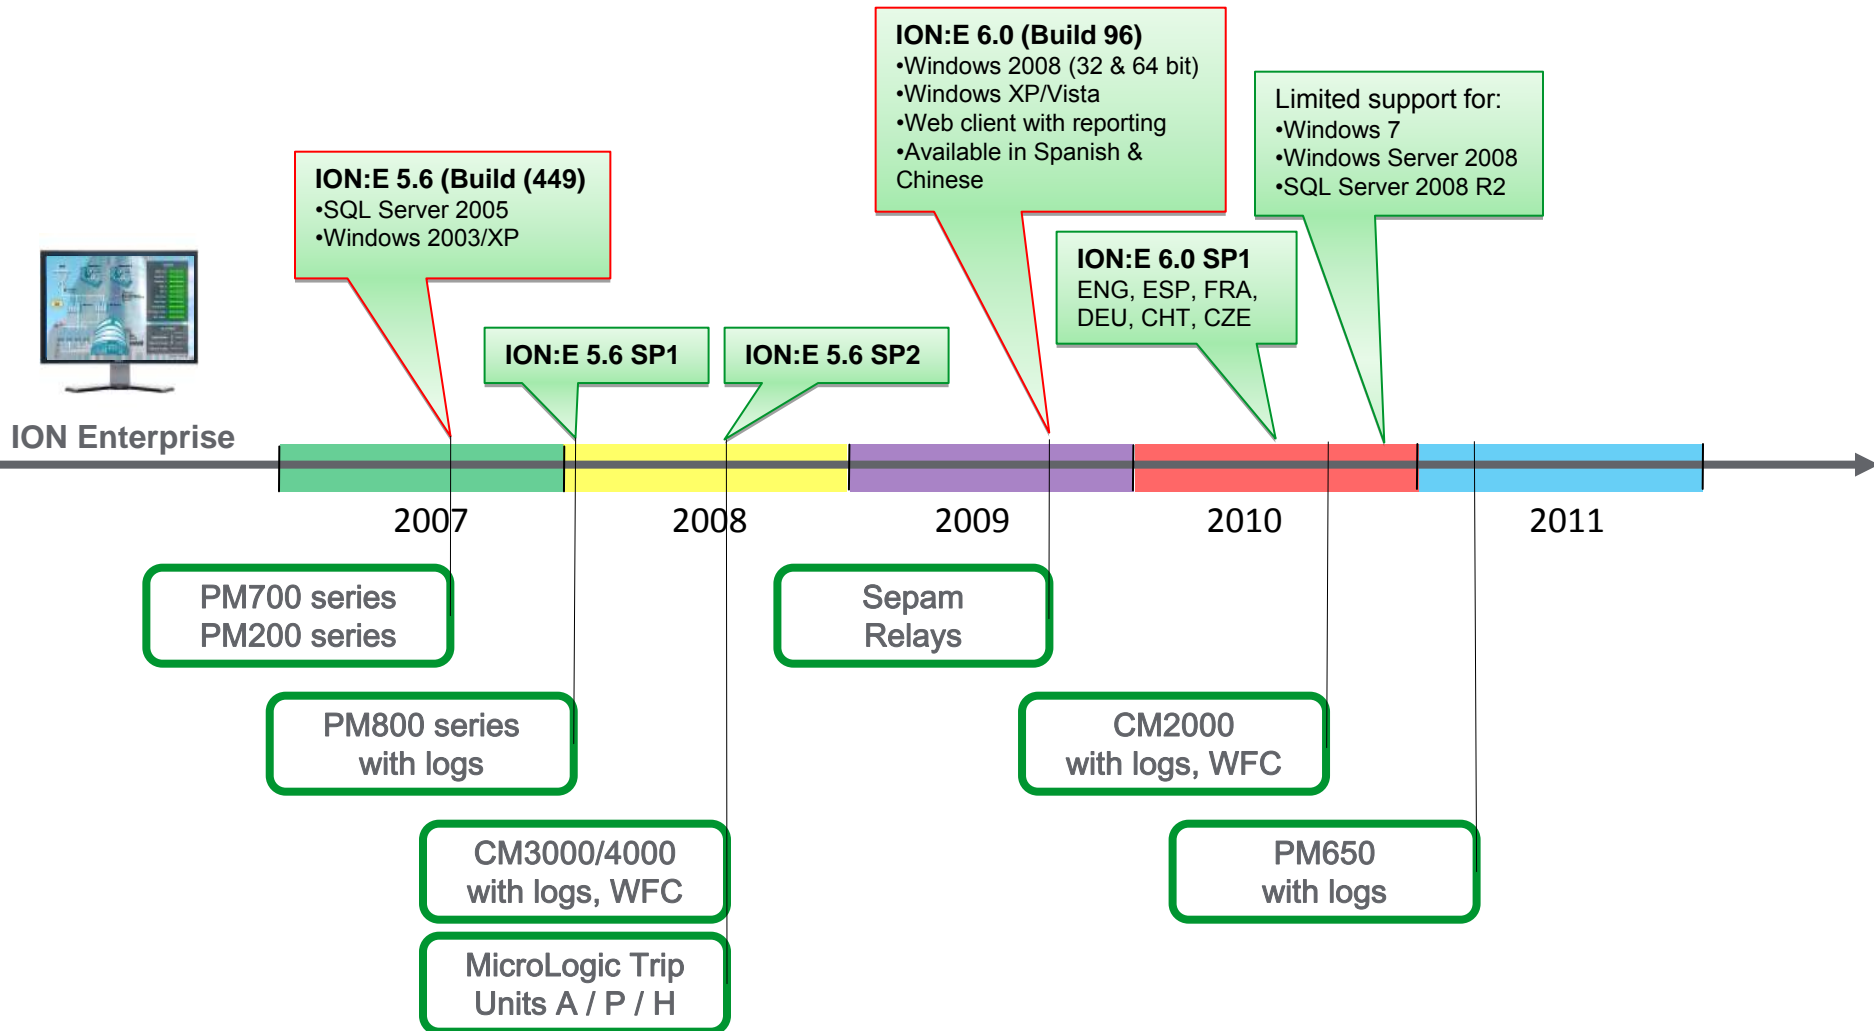 ION:E 6.0 (Build 96)
•Windows 2008 (32 & 64 bit)
•Windows XP/Vista
•Web client with reporting
•Available in Spanish &
Chinese
Limited support for:
•Windows 7
•Windows Server 2008
•SQL Server 2008 R2
ION:E 5.6 (Build (449)
•SQL Server 2005
•Windows 2003/XP
ION:E 6.0 SP1
ENG, ESP, FRA,
DEU, CHT, CZE
ION:E 5.6 SP1
ION:E 5.6 SP2
ION Enterprise
2007
2008
2009
2010
2011
PM700 series
PM200 series
Sepam
Relays
PM800 series
with logs
CM2000
with logs, WFC
CM3000/4000
with logs, WFC
PM650
with logs
MicroLogic Trip
Units A / P / H